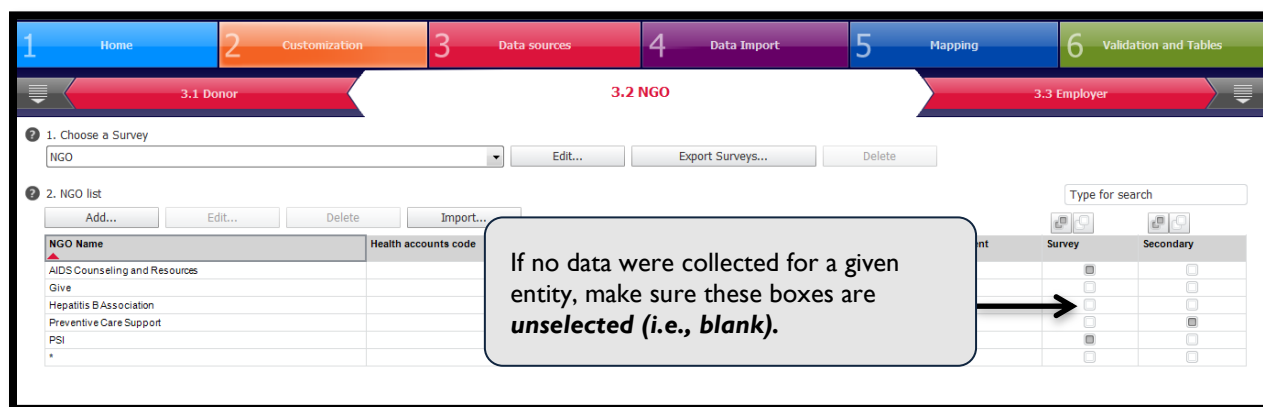 1 Home 2 Customization 3 Data sources 4 Data Import 5 Mapping 6 Validation and Tables
3.1 Donor 3.2 NGO 3.3 Employer
? 1. Choose a Survey
NGO Edit... Export Surveys... Delete
? 2. NGO list Type for search
Add... Edit... Delete Import...
NGO Name Health accounts code Survey Secondary
AIDS Counseling and Resources
Give
Hepatitis B Association
Preventive Care Support
PSI
*
If no data were collected for a given
entity, make sure these boxes are
unselected (i.e., blank).